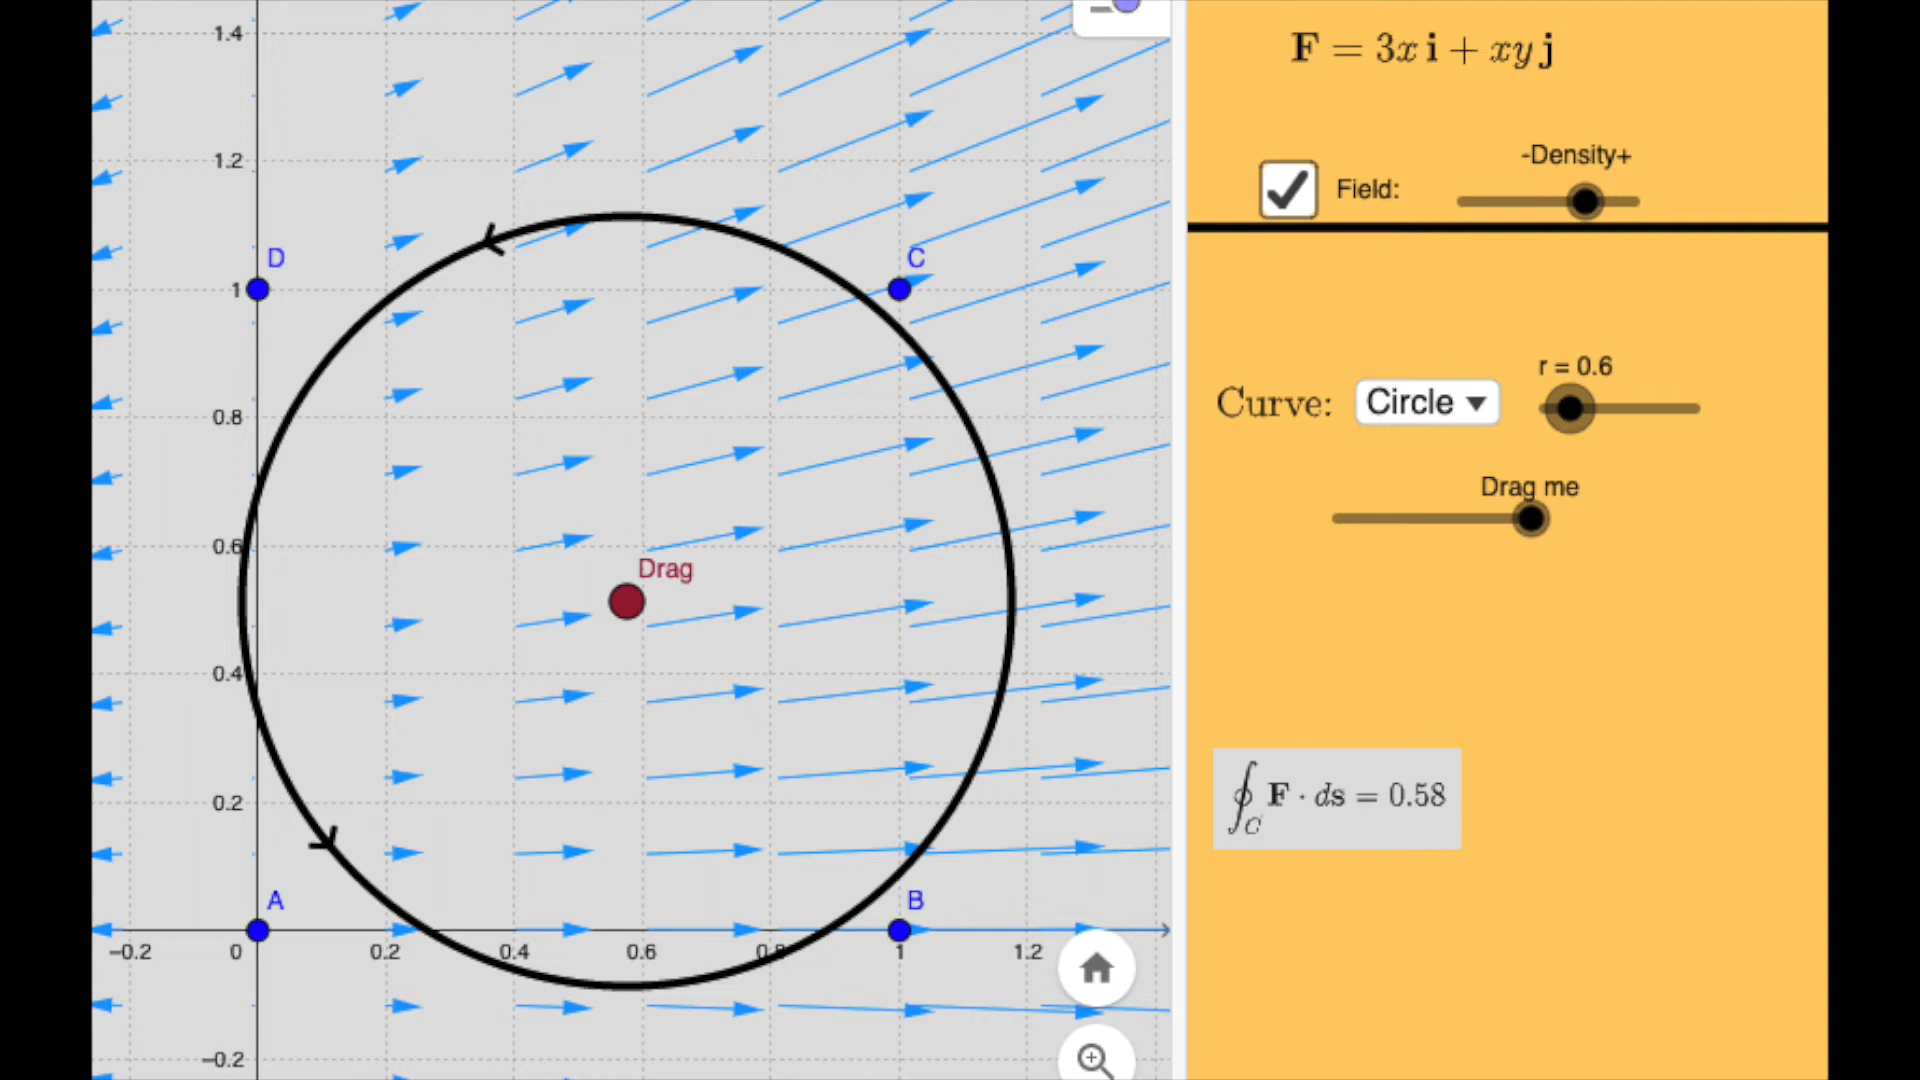 1.4
1.2
1
0.8
0.6
0.4
0.2
−0.2
−0.2
0
0.2
0.4
0.6
1
1.2
D
C
A
B
Drag
F = 3x i + xy j
-Density+
Field:
r = 0.6
Curve: Circle ▼
Drag me
∮_C F · ds = 0.58